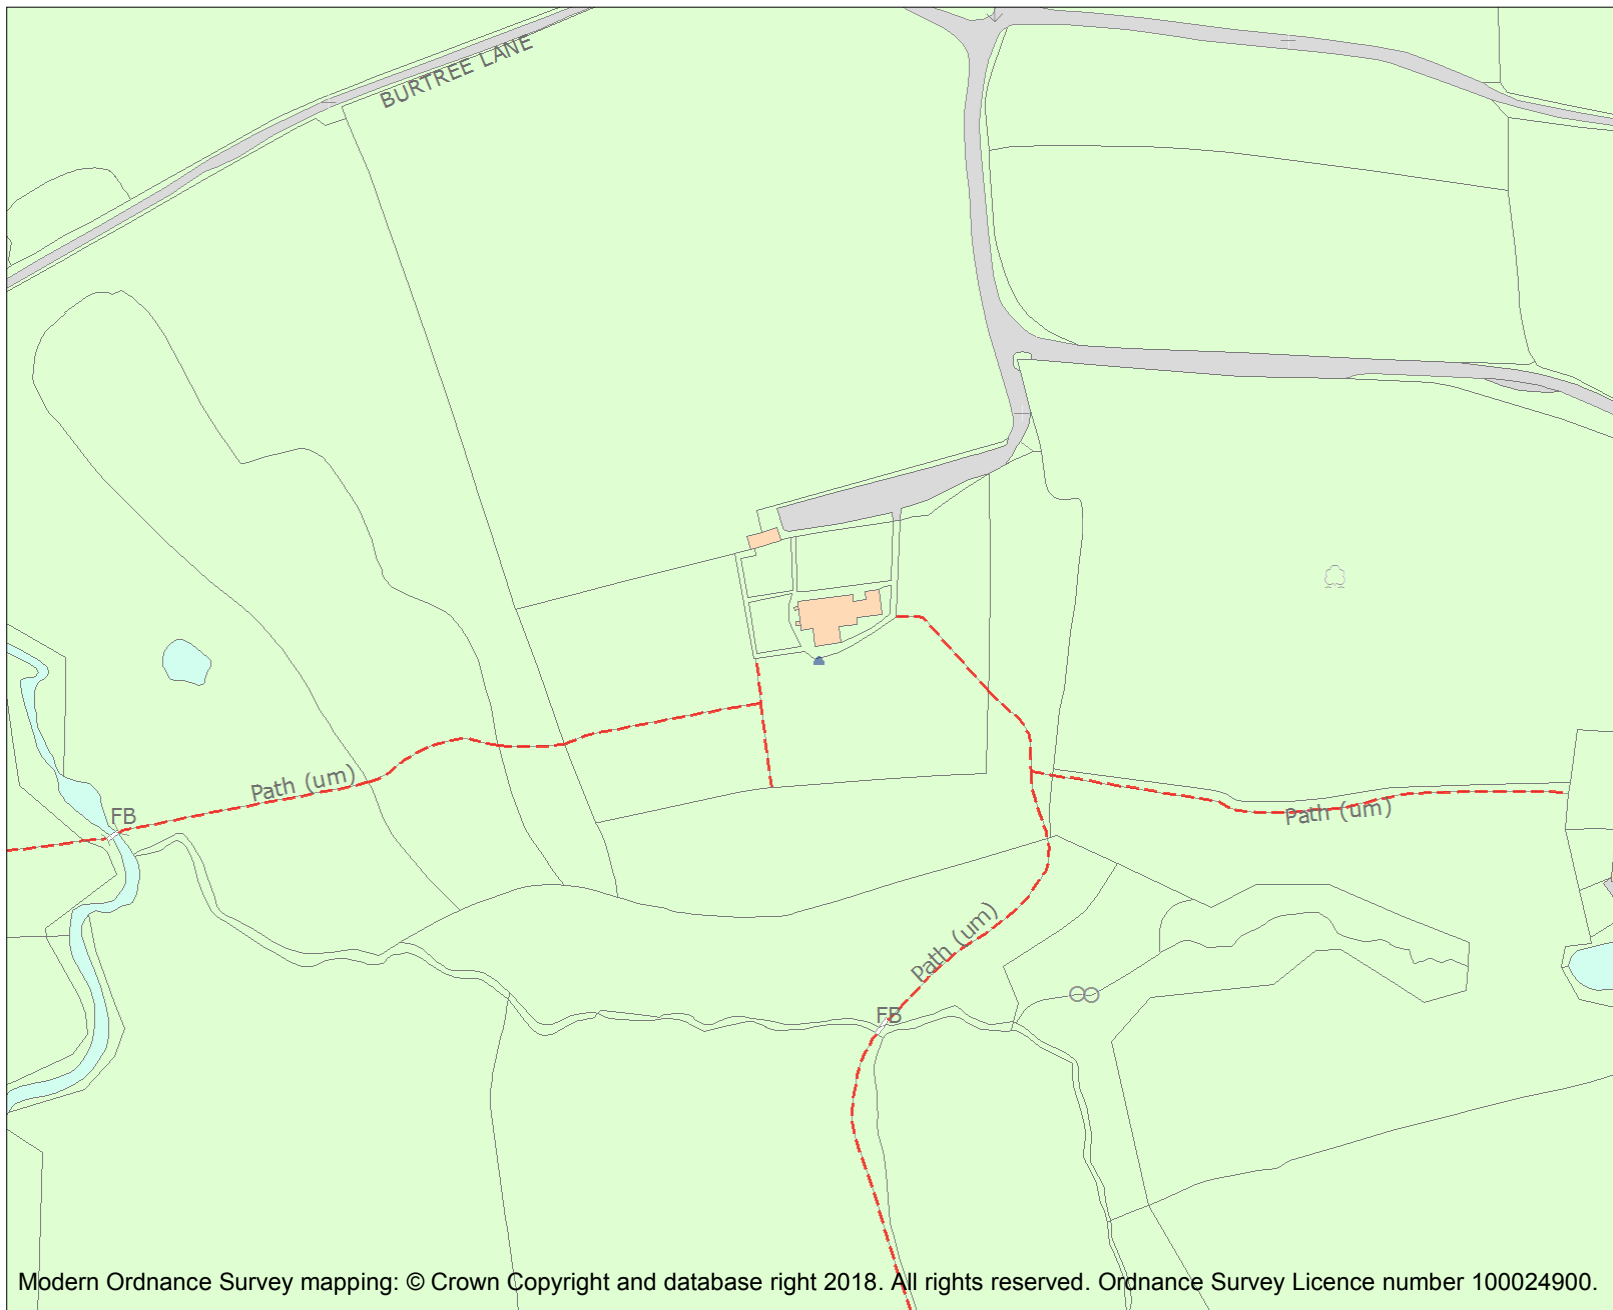 BURTREE LANE
Path (um)
FB
Path (um)
Path (um)
FB
Modern Ordnance Survey mapping: © Crown Copyright and database right 2018. All rights reserved. Ordnance Survey Licence number 100024900.